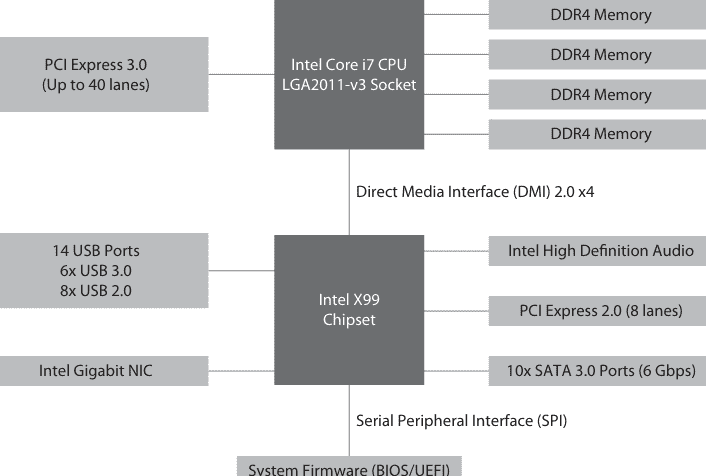 DDR4 Memory
PCI Express 3.0
(Up to 40 lanes)
Intel Core i7 CPU
LGA2011-v3 Socket
DDR4 Memory
DDR4 Memory
DDR4 Memory
Direct Media Interface (DMI) 2.0 x4
14 USB Ports
6x USB 3.0
8x USB 2.0
Intel X99
Chipset
Intel High Definition Audio
PCI Express 2.0 (8 lanes)
Intel Gigabit NIC
10x SATA 3.0 Ports (6 Gbps)
Serial Peripheral Interface (SPI)
System Firmware (BIOS/UEFI)